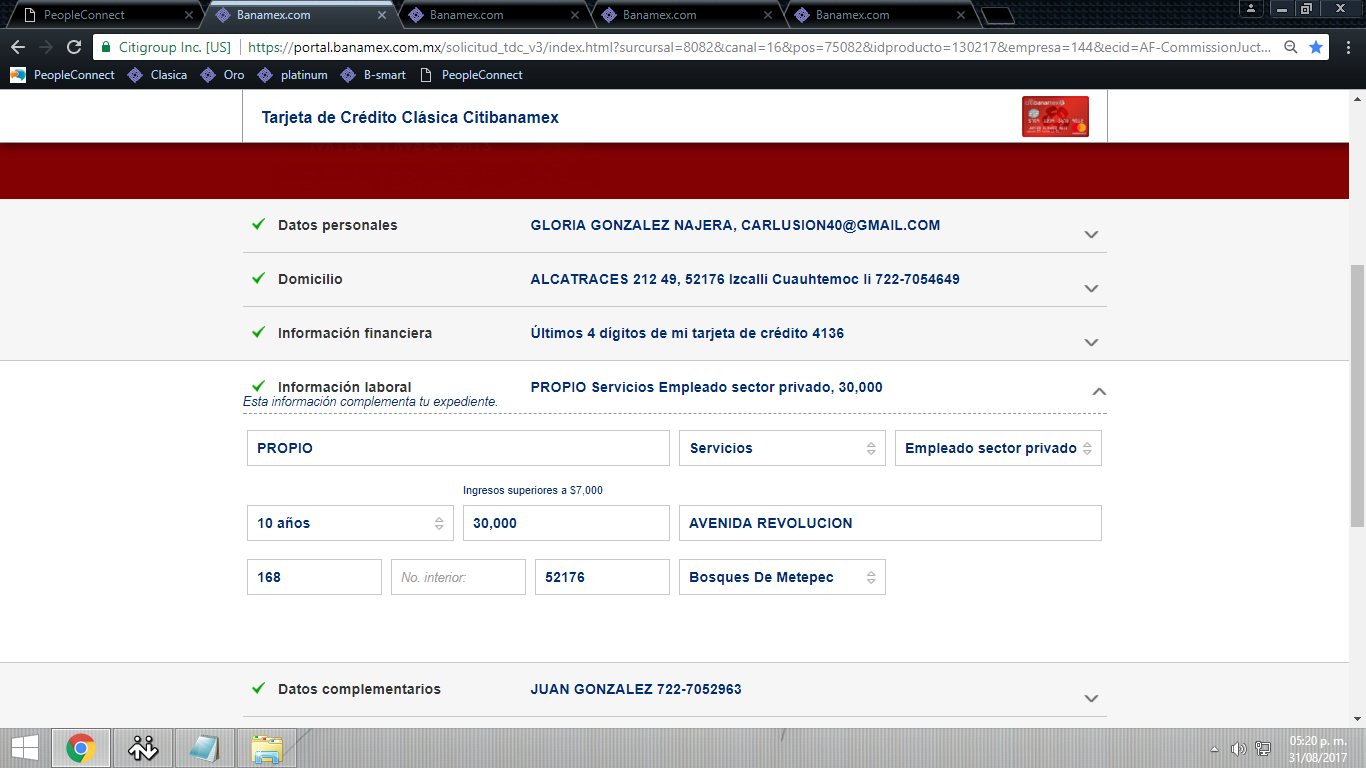 PeopleConnect
Banamex.com
Banamex.com
Banamex.com
Banamex.com
Citigroup Inc. [US]
https://portal.banamex.com.mx/solicitud_tdc_v3/index.html?surcursal=8082&canal=16&pos=75082&idproducto=130217&empresa=144&ecid=AF-CommissionJuct...
PeopleConnect
Clasica
Oro
platinum
B-smart
PeopleConnect
Tarjeta de Crédito Clásica Citibanamex
Datos personales
GLORIA GONZALEZ NAJERA, CARLUSION40@GMAIL.COM
Domicilio
ALCATRACES 212 49, 52176 Izcalli Cuauhtemoc Ii 722-7054649
Información financiera
Últimos 4 dígitos de mi tarjeta de crédito 4136
Información laboral
PROPIO Servicios Empleado sector privado, 30,000
Esta información complementa tu expediente.
PROPIO
Servicios
Empleado sector privado
Ingresos superiores a $7,000
10 años
30,000
AVENIDA REVOLUCION
168
No. interior:
52176
Bosques De Metepec
Datos complementarios
JUAN GONZALEZ 722-7052963
05:20 p. m.
31/08/2017